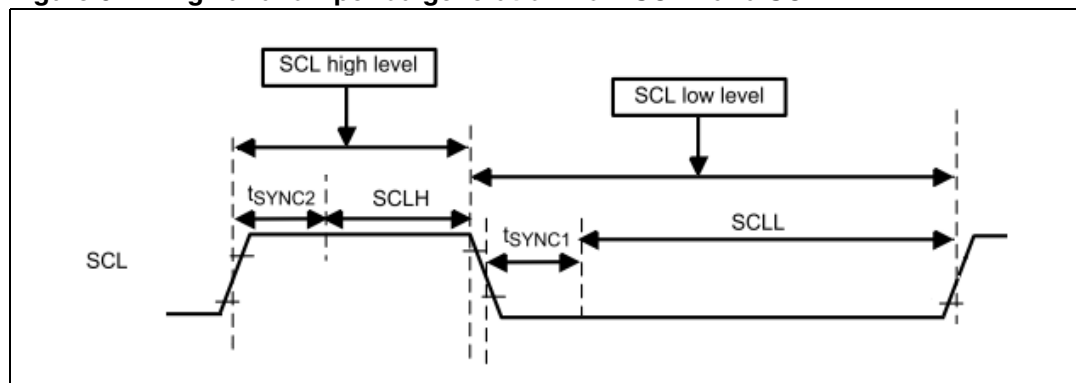 SCL high level
SCL low level
tSYNC2
SCLH
tSYNC1
SCLL
SCL